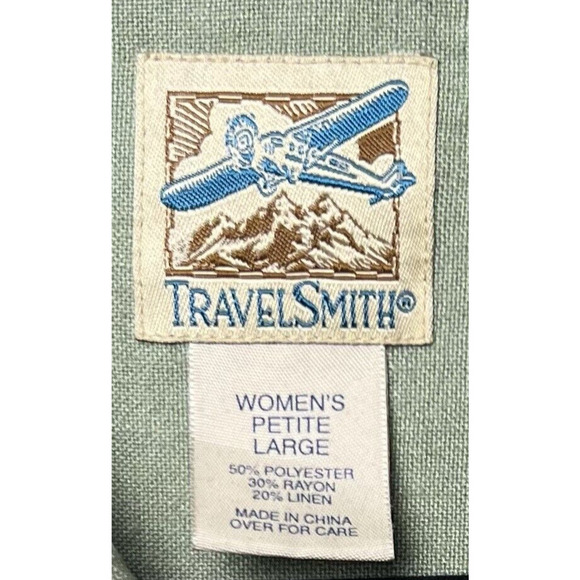 TRAVELSMITH®
WOMEN'S
PETITE
LARGE
50% POLYESTER
30% RAYON
20% LINEN
MADE IN CHINA
OVER FOR CARE